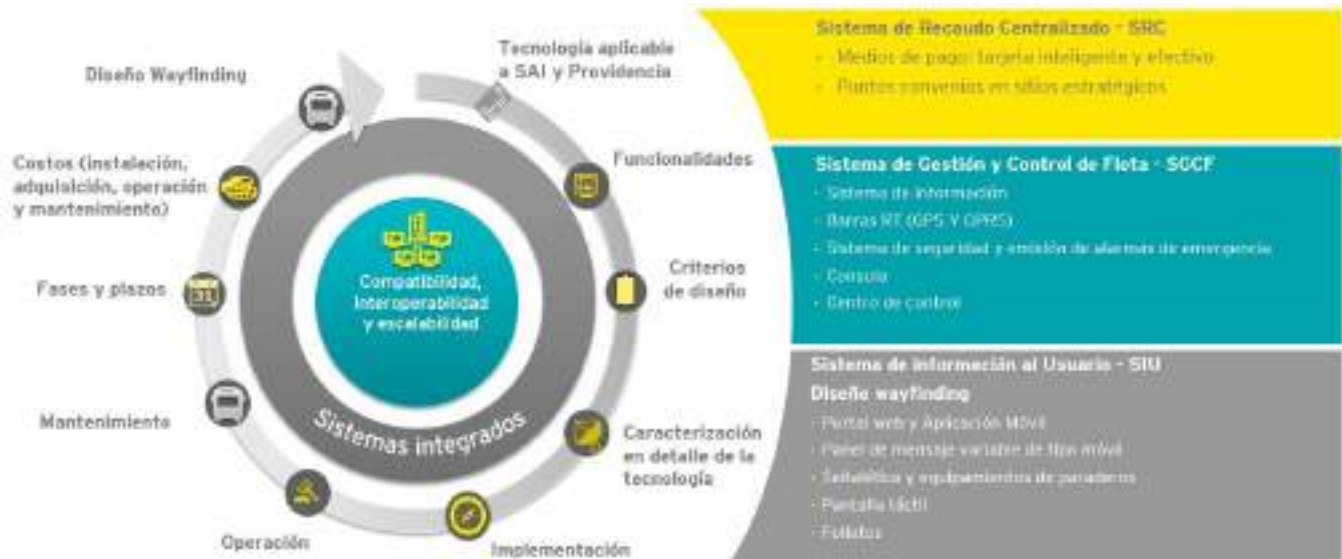 Diseño Wayfinding
Tecnología aplicable
a SAI y Providencia
Costos (instalación,
adquisición, operación
y mantenimiento)
Funcionalidades
Fases y plazos
Criterios
de diseño
Compatibilidad,
interoperabilidad
y escalabilidad
31
Mantenimiento
Sistemas integrados
Caracterización
en detalle de la
tecnología
Operación
Implementación
Sistema de Recaudo Centralizado - SRC
- Medios de pago: tarjeta inteligente y efectivo
- Puntos convenios en sitios estratégicos
Sistema de Gestión y Control de Flota - SGCF
- Sistema de información
- Barras RT (GPS Y GPRS)
- Sistema de seguridad y emisión de alarmas de emergencia
- Consola
- Centro de control
Sistema de información al Usuario - SIU
Diseño wayfinding
- Portal web y Aplicación Móvil
- Panel de mensaje variable de tipo móvil
- Señalética y equipamientos de paraderos
- Pantalla táctil
- Folletos